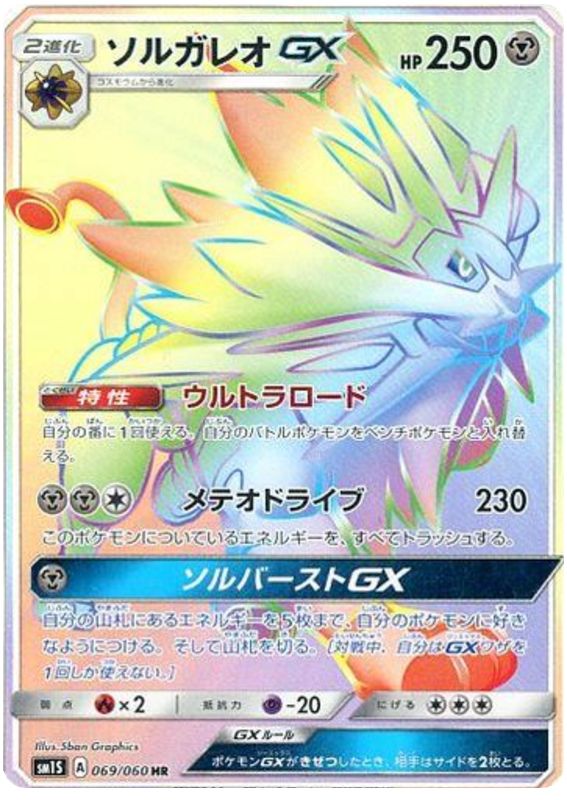 2進化
ソルガレオGX
HP 250
コスモウムから進化
とくせい
特性 ウルトラロード
自分の番に1回使える。自分のバトルポケモンをベンチポケモンと入れ替
える。
メテオドライブ 230
このポケモンについているエネルギーを、すべてトラッシュする。
ソルバーストGX
自分の山札にあるエネルギーを5枚まで、自分のポケモンに好き
なようにつける。そして山札を切る。[対戦中、自分はGXワザを
1回しか使えない。]
弱点 ×2 抵抗力 -20 にげる
Illus. 5ban Graphics
GXルール
SM1S A 069/060 HR
ポケモンGXがきぜつしたとき、相手はサイドを2枚とる。